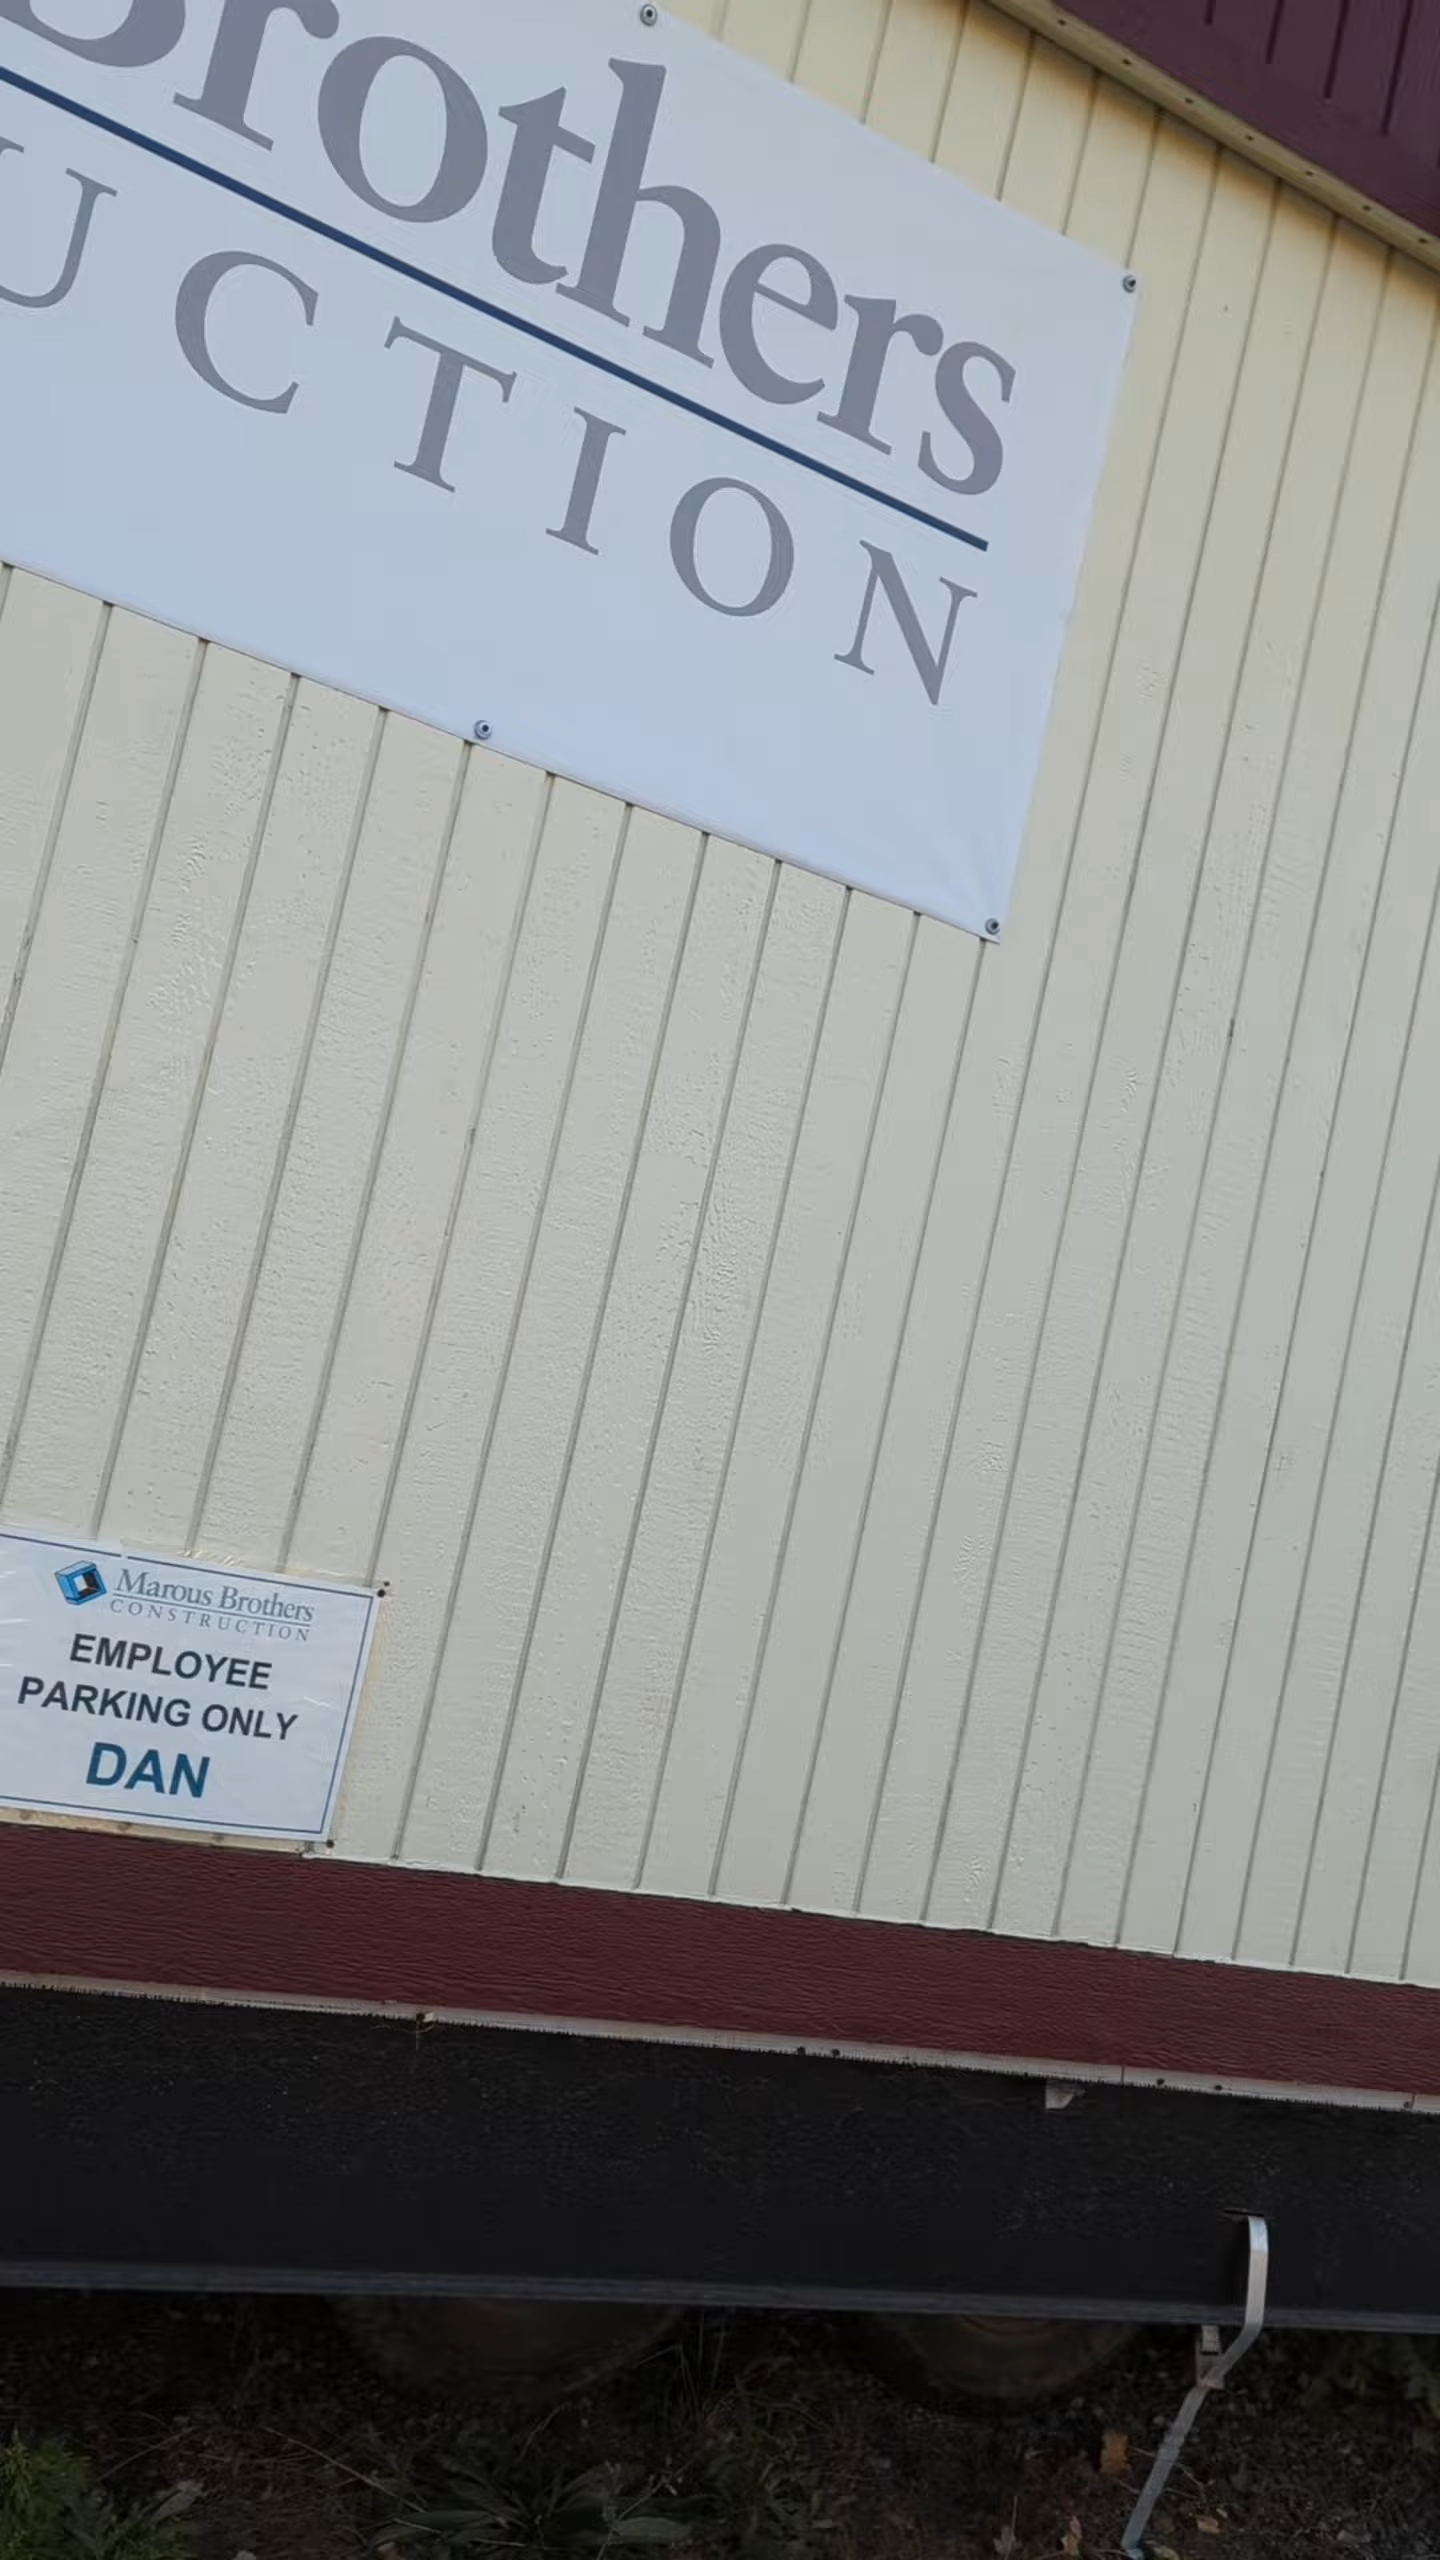 Brothers
UCTION
Marous Brothers
CONSTRUCTION
EMPLOYEE
PARKING ONLY
DAN